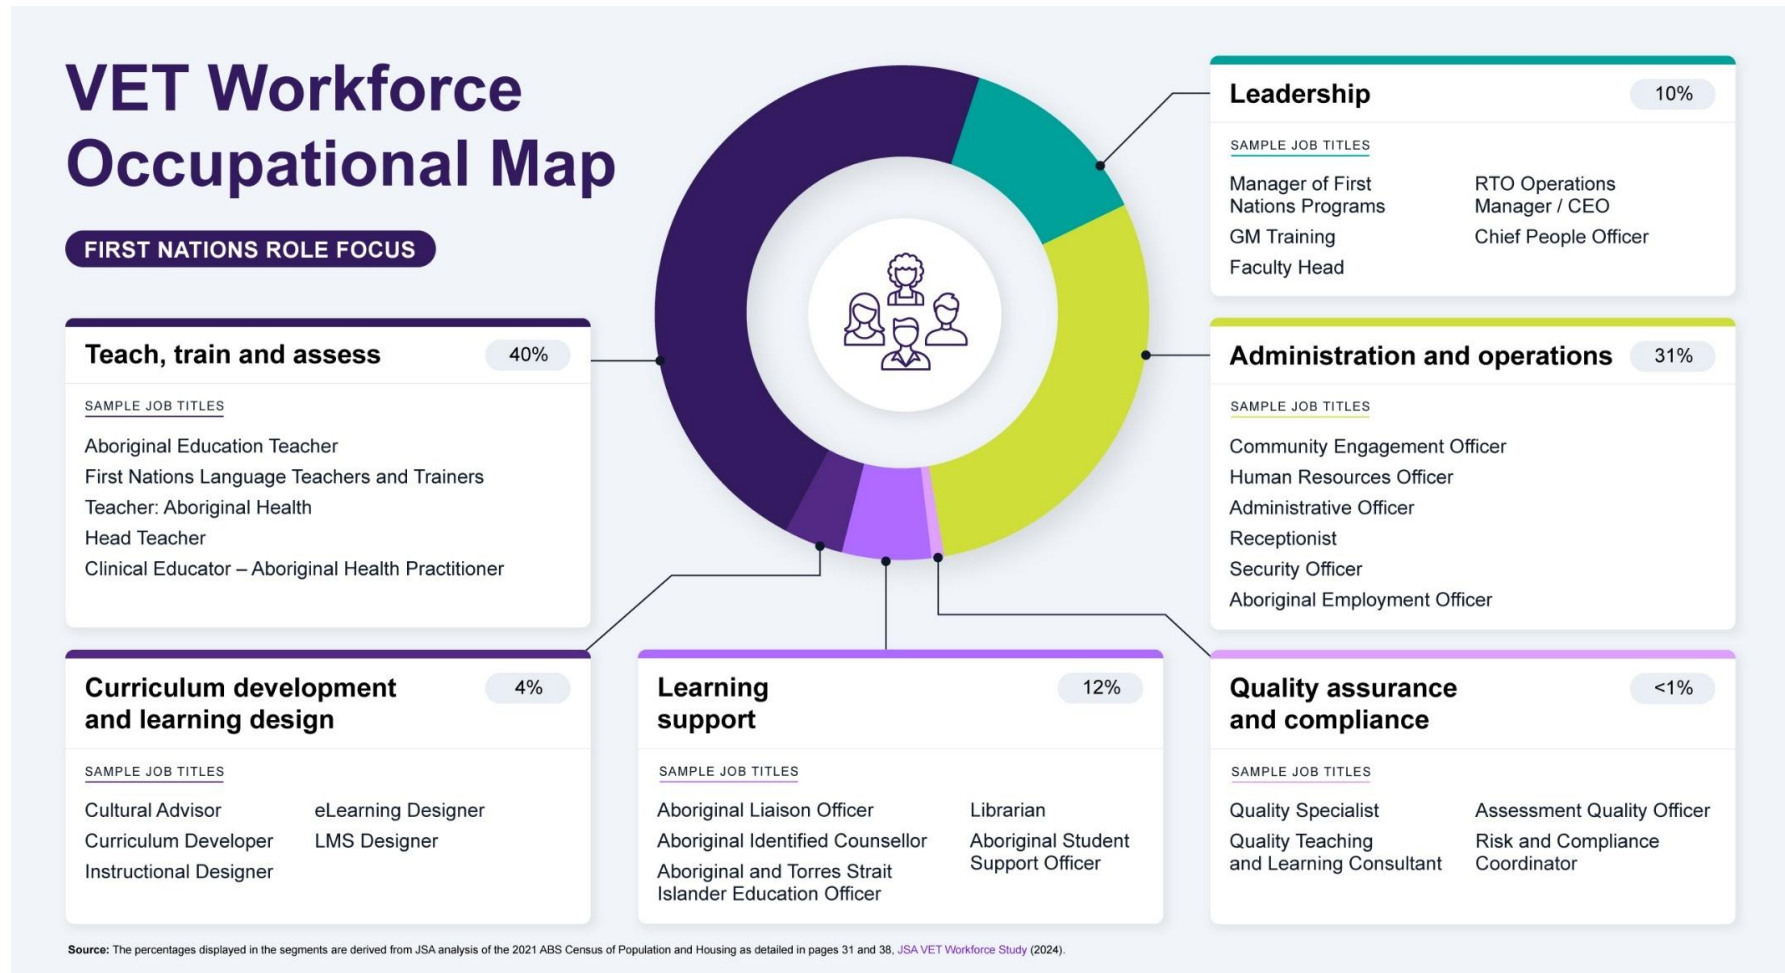 VET Workforce
Occupational Map
FIRST NATIONS ROLE FOCUS
Teach, train and assess
40%
SAMPLE JOB TITLES
Aboriginal Education Teacher
First Nations Language Teachers and Trainers
Teacher: Aboriginal Health
Head Teacher
Clinical Educator – Aboriginal Health Practitioner
Leadership
10%
SAMPLE JOB TITLES
Manager of First
Nations Programs
GM Training
Faculty Head
RTO Operations
Manager / CEO
Chief People Officer
Administration and operations
31%
SAMPLE JOB TITLES
Community Engagement Officer
Human Resources Officer
Administrative Officer
Receptionist
Security Officer
Aboriginal Employment Officer
Curriculum development
and learning design
4%
SAMPLE JOB TITLES
Cultural Advisor
Curriculum Developer
Instructional Designer
eLearning Designer
LMS Designer
Learning
support
12%
SAMPLE JOB TITLES
Aboriginal Liaison Officer
Aboriginal Identified Counsellor
Aboriginal and Torres Strait
Islander Education Officer
Librarian
Aboriginal Student
Support Officer
Quality assurance
and compliance
<1%
SAMPLE JOB TITLES
Quality Specialist
Quality Teaching
and Learning Consultant
Assessment Quality Officer
Risk and Compliance
Coordinator
Source: The percentages displayed in the segments are derived from JSA analysis of the 2021 ABS Census of Population and Housing as detailed in pages 31 and 38, JSA VET Workforce Study (2024).